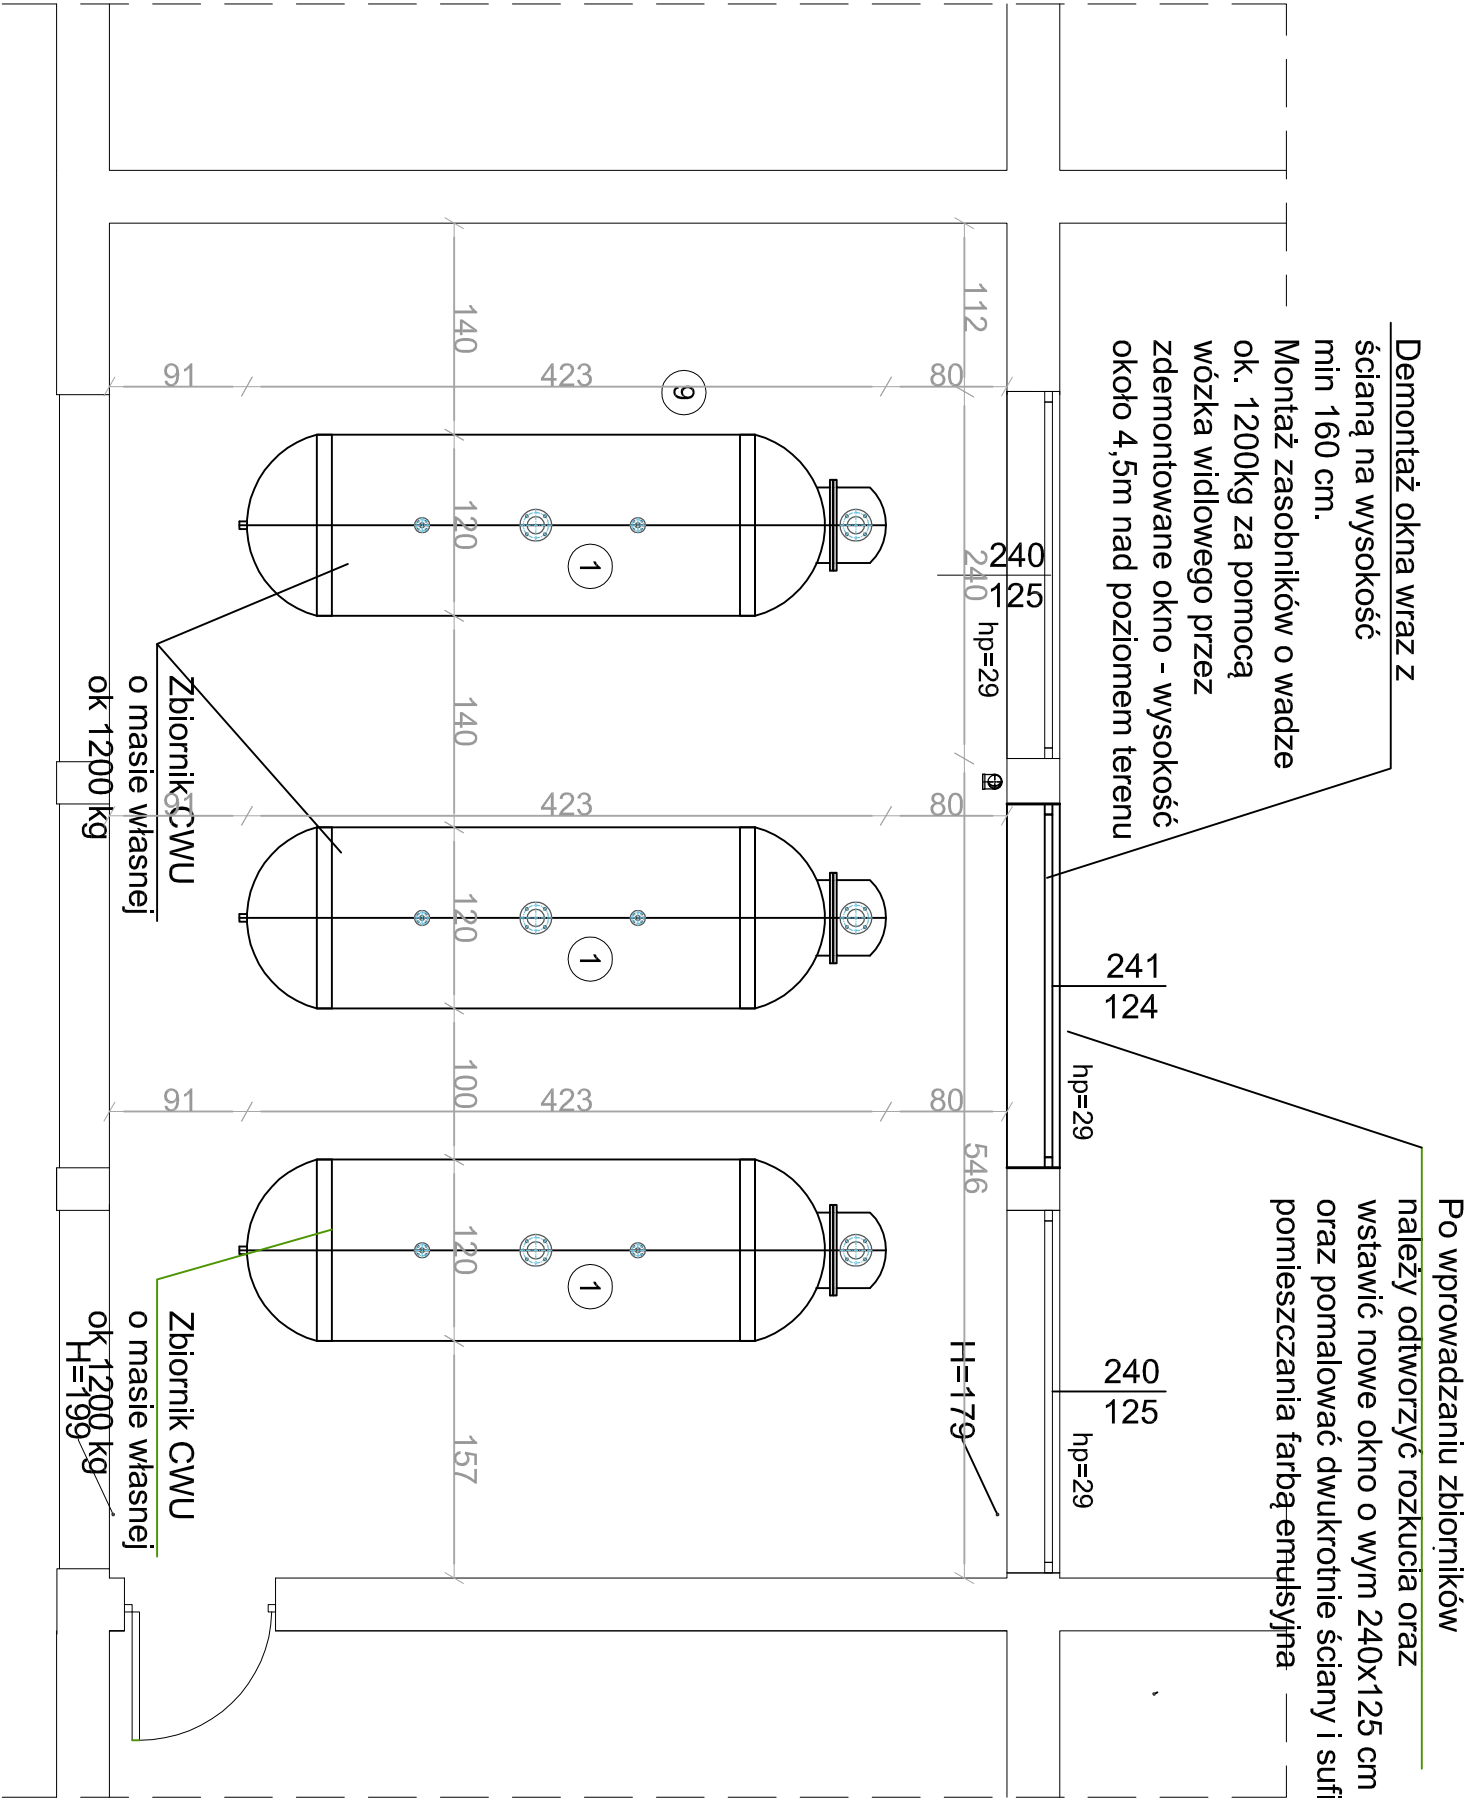 Demontaż okna wraz z
ścianą na wysokość
min 160 cm.
Montaż zasobników o wadze
ok. 1200kg za pomocą
wózka widlowego przez
zdemontowane okno - wysokość
około 4,5m nad poziomem terenu
Po wprowadzaniu zbiorników
należy odtworzyć rozkucia oraz
wstawić nowe okno o wym 240x125 cm
oraz pomalować dwukrotnie ściany i sufi
pomieszczania farbą emulsyjna
112
240
546
240
125
hp=29
241
124
hp=29
240
125
hp=29
140
120
140
120
100
120
157
91
423
80
91
423
80
91
423
80
9
1
1
1
Zbiornik CWU
o masie własnej
ok 1200 kg
Zbiornik CWU
o masie własnej
ok 1200 kg
H=179
H=199